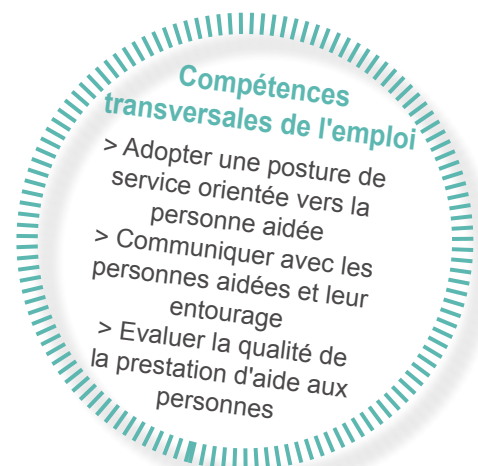 Compétences
transversales de l'emploi
> Adopter une posture de
service orientée vers la
personne aidée
> Communiquer avec les
personnes aidées et leur
entourage
> Evaluer la qualité de
la prestation d'aide aux
personnes